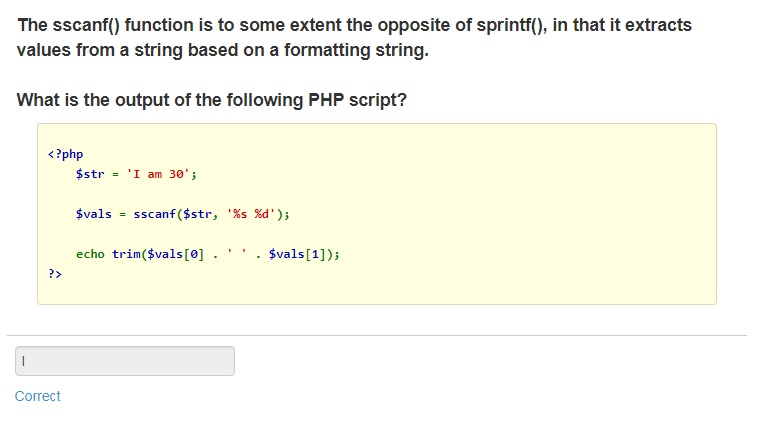 The sscanf() function is to some extent the opposite of sprintf(), in that it extracts
values from a string based on a formatting string.
What is the output of the following PHP script?
<?php
$str = 'I am 30';
$vals = sscanf($str, '%s %d');
echo trim($vals[0] . ' ' . $vals[1]);
?>
I
Correct